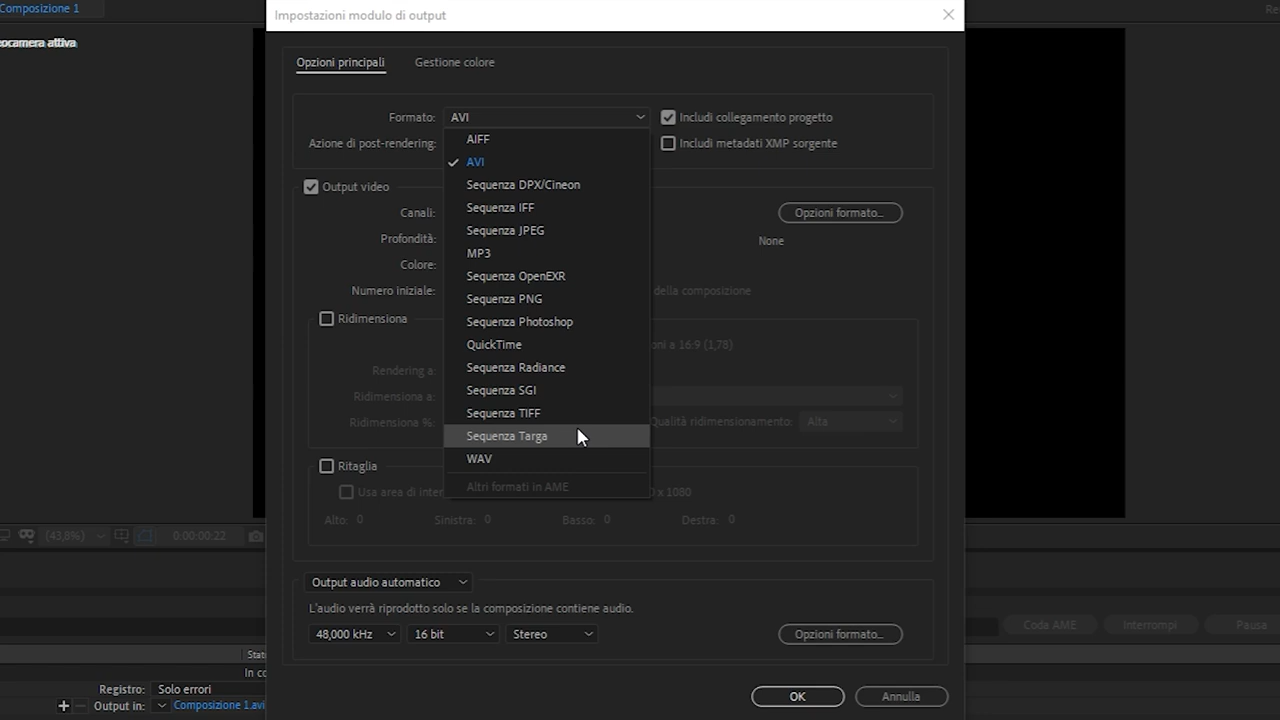 Composizione 1
Impostazioni modulo di output
Re
ocamera attiva
Opzioni principali
Gestione colore
Formato: AVI
Includi collegamento progetto
AIFF
Azione di post-rendering:
Includi metadati XMP sorgente
AVI
Sequenza DPX/Cineon
Output video
Sequenza IFF
Canali:
Opzioni formato...
Sequenza JPEG
Profondità:
None
MP3
Colore:
Sequenza OpenEXR
Numero iniziale:
della composizione
Sequenza PNG
Ridimensiona
Sequenza Photoshop
QuickTime
oni a 16:9 (1,78)
Sequenza Radiance
Rendering a:
Sequenza SGI
Ridimensiona a:
Sequenza TIFF
Ridimensiona %:
Qualità ridimensionamento: Alta
Sequenza Targa
WAV
Ritaglia
Altri formati in AME
Usa area di inter
0 x 1080
Alto: 0 Sinistra: 0 Basso: 0 Destra: 0
(43,8%)
0:00:00:22
Output audio automatico
L'audio verrà riprodotto solo se la composizione contiene audio.
48,000 kHz
16 bit
Stereo
Opzioni formato...
Coda AME
Interrompi
Pausa
Stato
In co
Registro: Solo errori
OK
Annulla
Output in: Composizione 1.avi